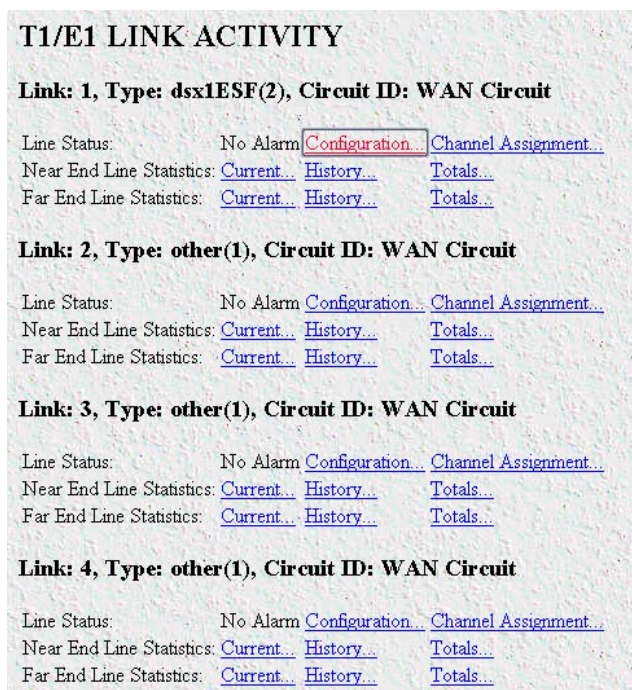 T1/E1 LINK ACTIVITY
Link: 1, Type: dsx1ESF(2), Circuit ID: WAN Circuit
Line Status: No Alarm Configuration... Channel Assignment...
Near End Line Statistics: Current... History... Totals...
Far End Line Statistics: Current... History... Totals...
Link: 2, Type: other(1), Circuit ID: WAN Circuit
Line Status: No Alarm Configuration... Channel Assignment...
Near End Line Statistics: Current... History... Totals...
Far End Line Statistics: Current... History... Totals...
Link: 3, Type: other(1), Circuit ID: WAN Circuit
Line Status: No Alarm Configuration... Channel Assignment...
Near End Line Statistics: Current... History... Totals...
Far End Line Statistics: Current... History... Totals...
Link: 4, Type: other(1), Circuit ID: WAN Circuit
Line Status: No Alarm Configuration... Channel Assignment...
Near End Line Statistics: Current... History... Totals...
Far End Line Statistics: Current... History... Totals...